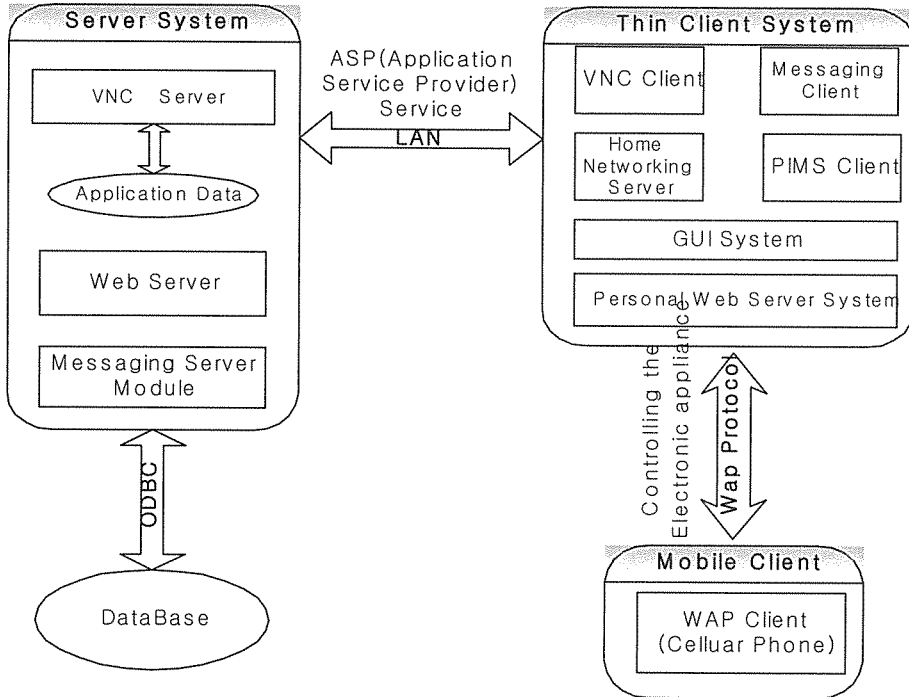 Server System
VNC Server
Application Data
Web Server
Messaging Server
Module
ODBC
DataBase
ASP(Application
Service Provider)
Service
LAN
Thin Client System
VNC Client
Messaging
Client
Home
Networking
Server
PIMS Client
GUI System
Personal Web Server System
Controlling the
Electronic appliance
Wap Protocol
Mobile Client
WAP Client
(Celluar Phone)